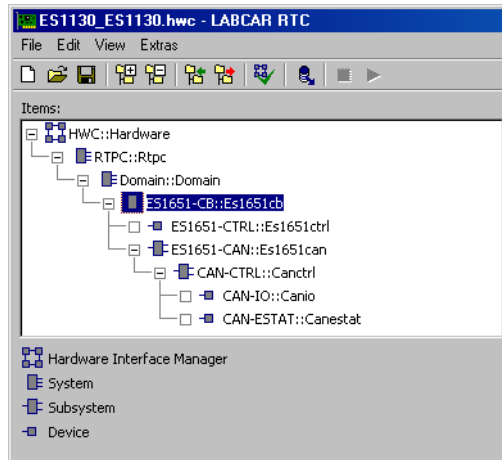 ES1130_ES1130.hwc - LABCAR RTC
File Edit View Extras
Items:
HWC::Hardware
RTPC::Rtpc
Domain::Domain
ES1651-CB::Es1651cb
ES1651-CTRL::Es1651ctrl
ES1651-CAN::Es1651can
CAN-CTRL::Canctrl
CAN-IO::Canio
CAN-ESTAT::Canestat
Hardware Interface Manager
System
Subsystem
Device